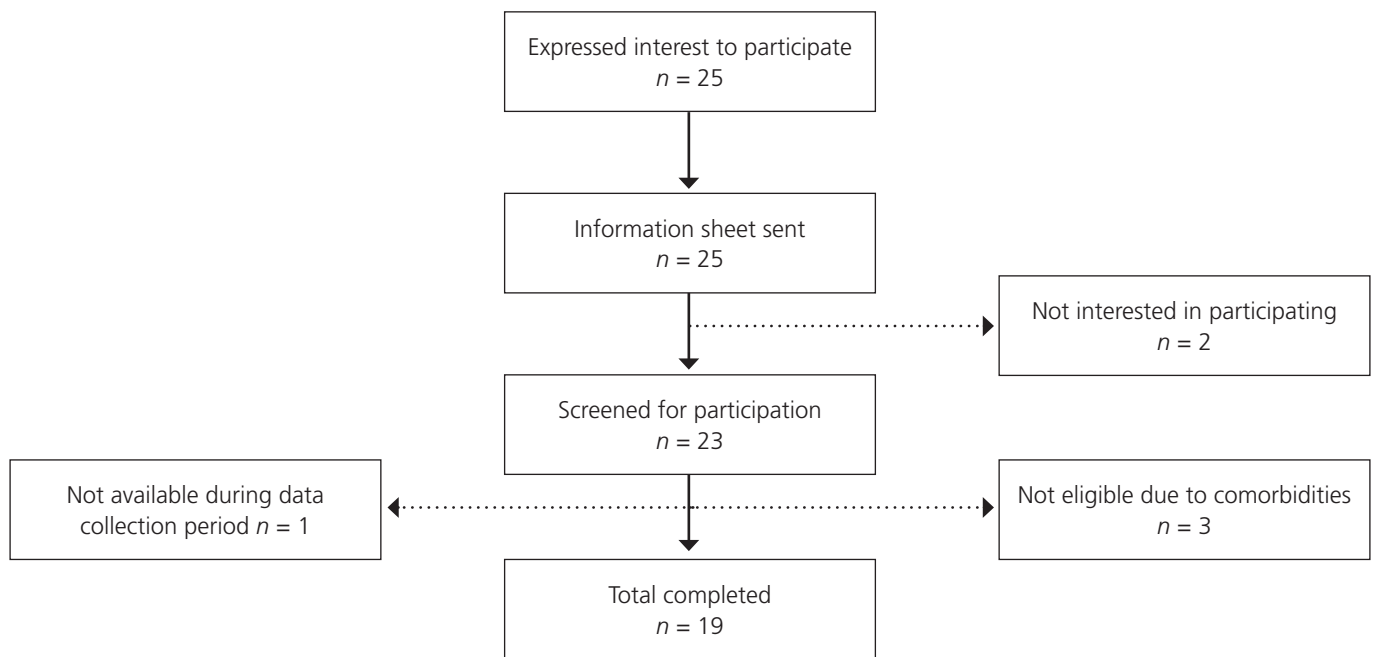 Expressed interest to participate
n = 25
Information sheet sent
n = 25
Not interested in participating
n = 2
Screened for participation
n = 23
Not available during data
collection period n = 1
Not eligible due to comorbidities
n = 3
Total completed
n = 19